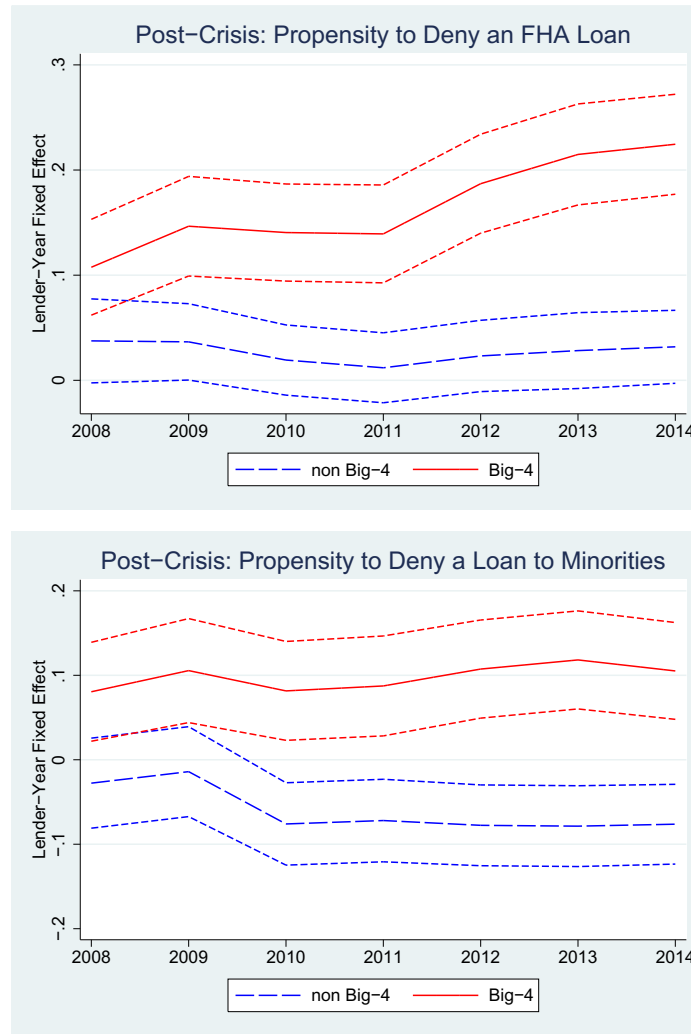 Post−Crisis: Propensity to Deny an FHA Loan
Lender−Year Fixed Effect
.3
.2
.1
0
2008 2009 2010 2011 2012 2013 2014
non Big−4 Big−4
Post−Crisis: Propensity to Deny a Loan to Minorities
Lender−Year Fixed Effect
.2
.1
0
−.1
−.2
2008 2009 2010 2011 2012 2013 2014
non Big−4 Big−4